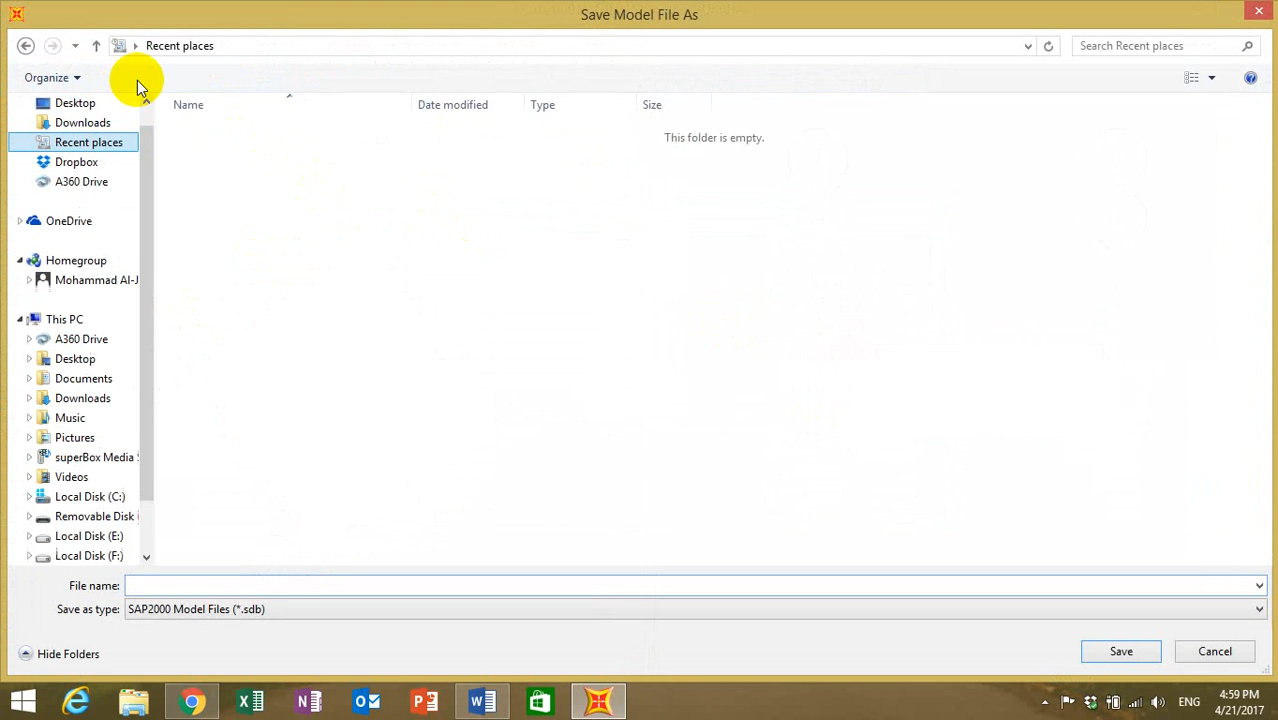 Save Model File As
Recent places
Search Recent places
Organize
Name Date modified Type Size
This folder is empty.
Desktop
Downloads
Recent places
Dropbox
A360 Drive
OneDrive
Homegroup
Mohammad Al-J
This PC
A360 Drive
Desktop
Documents
Downloads
Music
Pictures
superBox Media
Videos
Local Disk (C:)
Removable Disk
Local Disk (E:)
Local Disk (F:)
File name:
Save as type: SAP2000 Model Files (*.sdb)
Hide Folders
Save Cancel
ENG
4:59 PM
4/21/2017